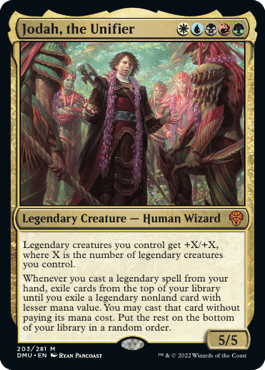 Jodah, the Unifier
Legendary Creature — Human Wizard
Legendary creatures you control get +X/+X,
where X is the number of legendary creatures
you control.
Whenever you cast a legendary spell from your
hand, exile cards from the top of your library
until you exile a legendary nonland card with
lesser mana value. You may cast that card without
paying its mana cost. Put the rest on the bottom
of your library in a random order.
5/5
203/281 M
DMU • EN RYAN PANCOAST
™ & © 2022 Wizards of the Coast